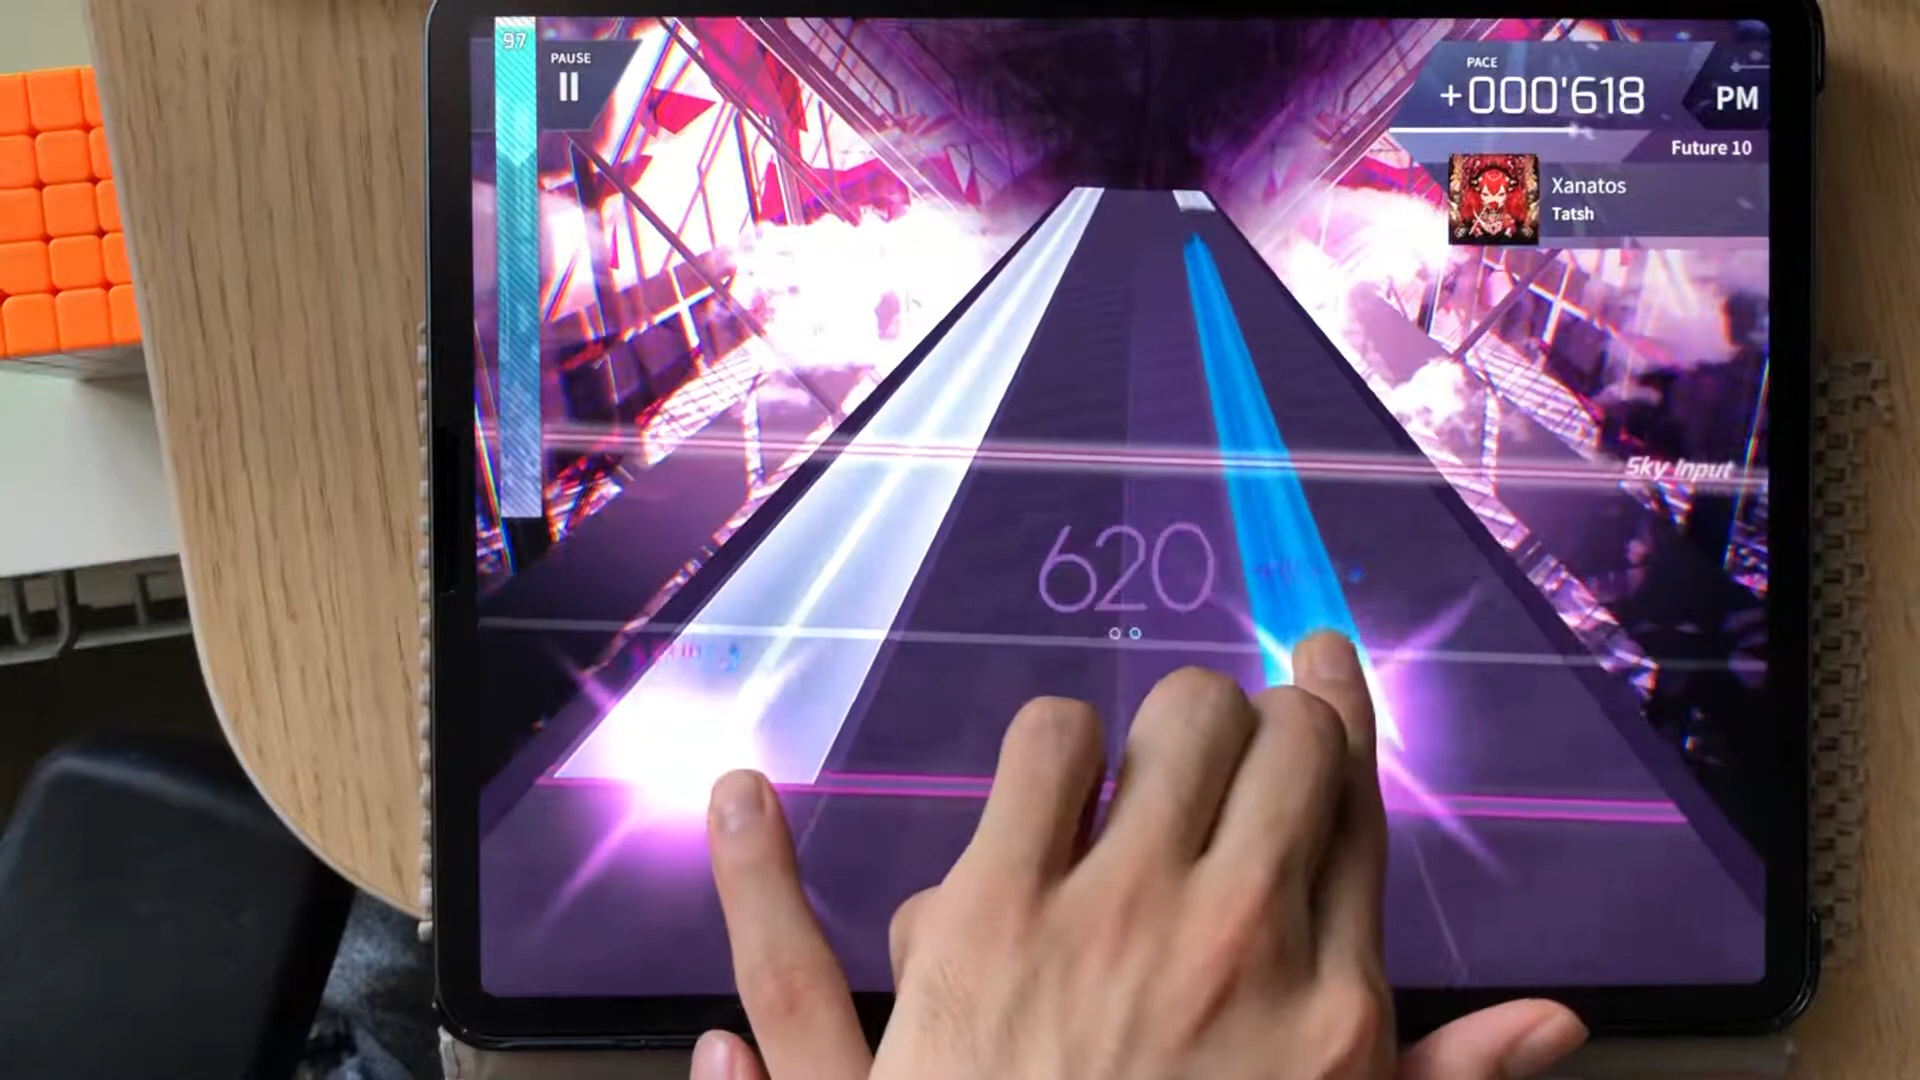 97
PAUSE
PACE
+000'618
PM
Future 10
Xanatos
Tatsh
Sky Input
620